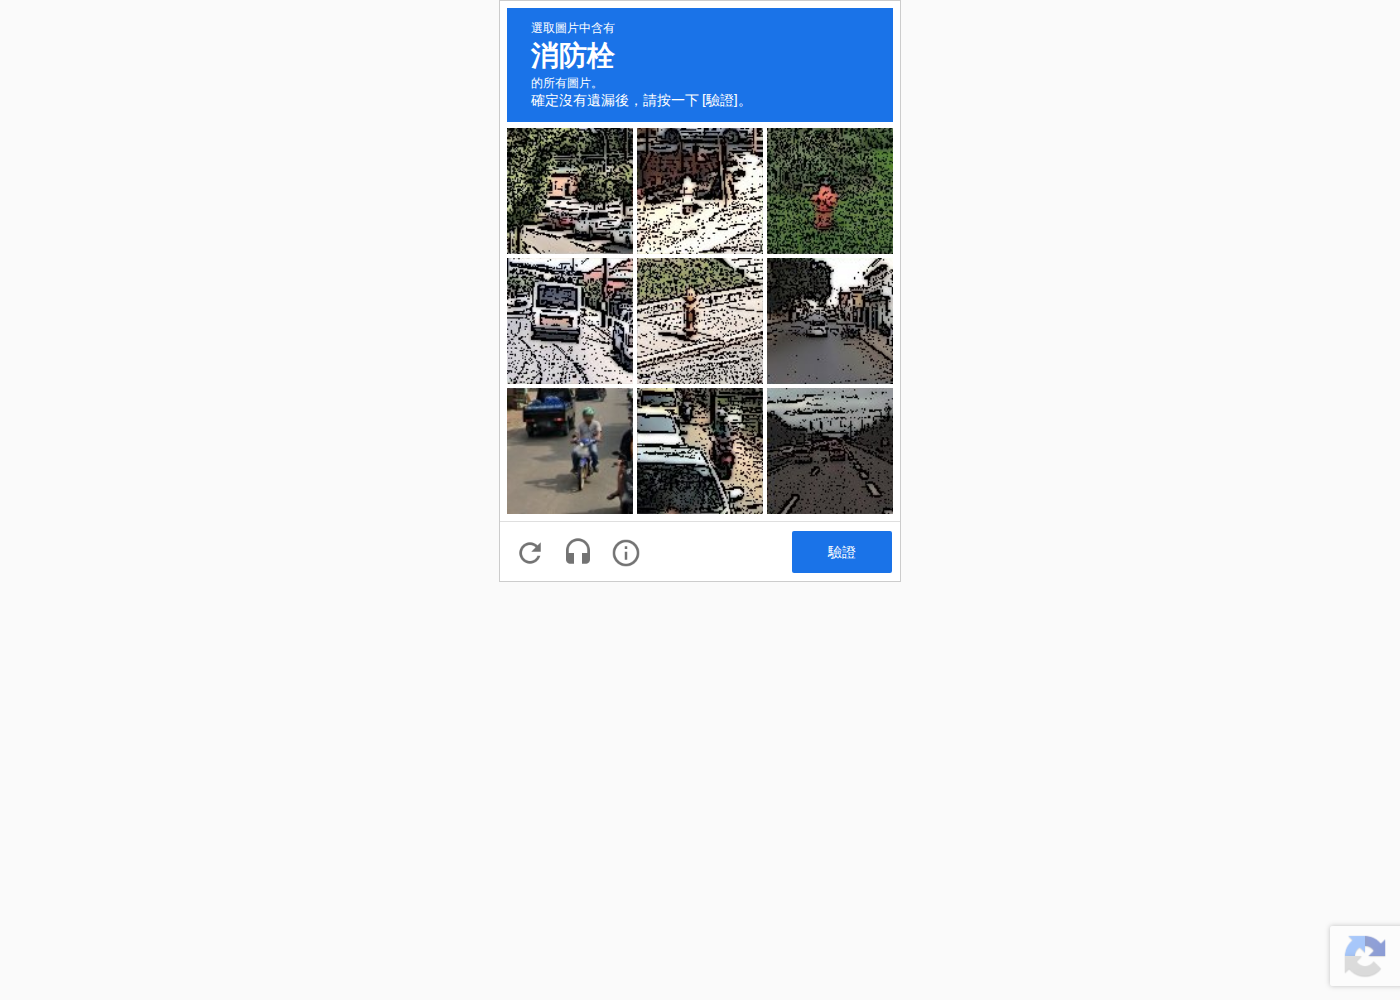 選取圖片中含有
消防栓
的所有圖片。
確定沒有遺漏後，請按一下 [驗證]。
驗證